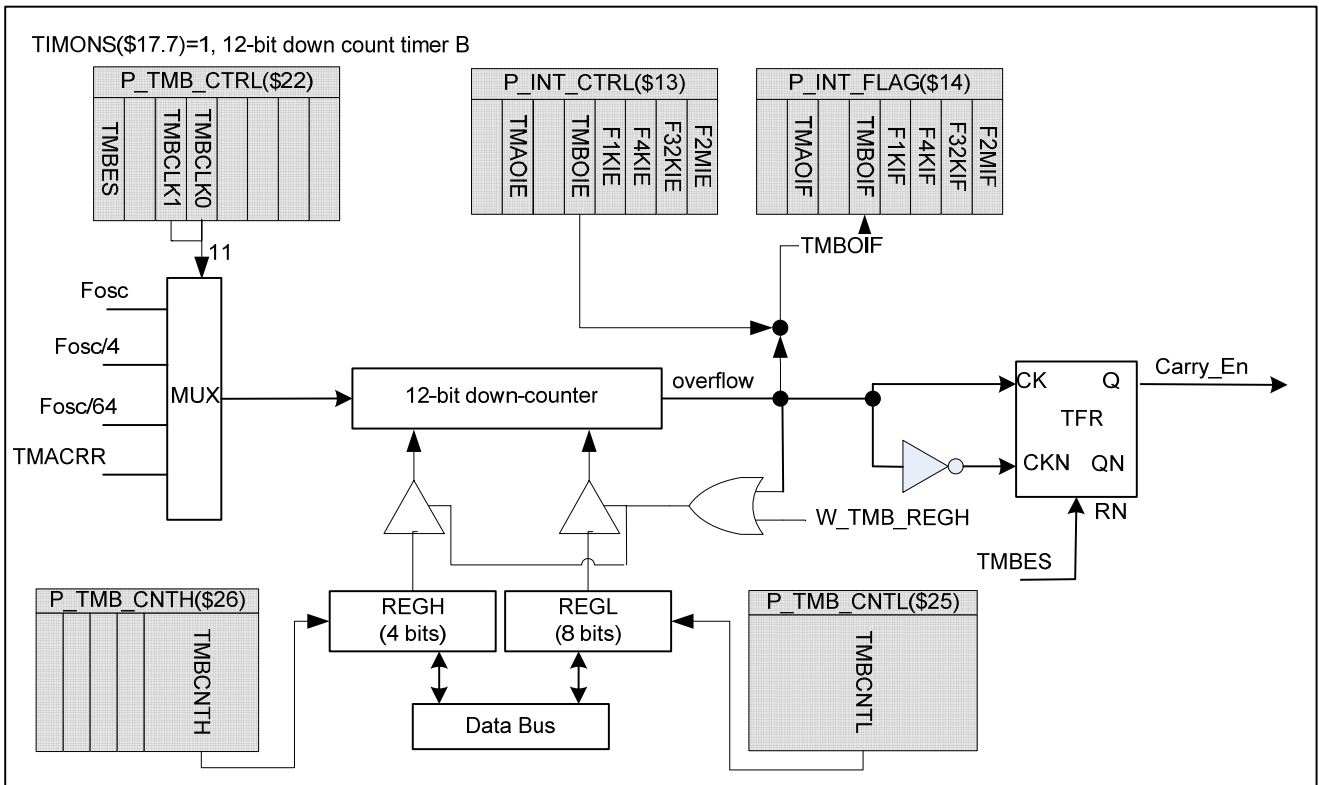 TIMONS($17.7)=1, 12-bit down count timer B
P_TMB_CTRL($22)
TMBES
TMBCLK1
TMBCLK0
P_INT_CTRL($13)
TMAOIE
TMBOIE
F1KIE
F4KIE
F32KIE
F2MIE
P_INT_FLAG($14)
TMAOIF
TMBOIF
F1KIF
F4KIF
F32KIF
F2MIF
11
TMBOIF
Fosc
Fosc/4
Fosc/64
TMACRR
MUX
12-bit down-counter
overflow
CK
Q
TFR
CKN
QN
RN
Carry_En
W_TMB_REGH
TMBES
P_TMB_CNTH($26)
TMBCNTH
REGH
(4 bits)
REGL
(8 bits)
P_TMB_CNTL($25)
TMBCNTL
Data Bus